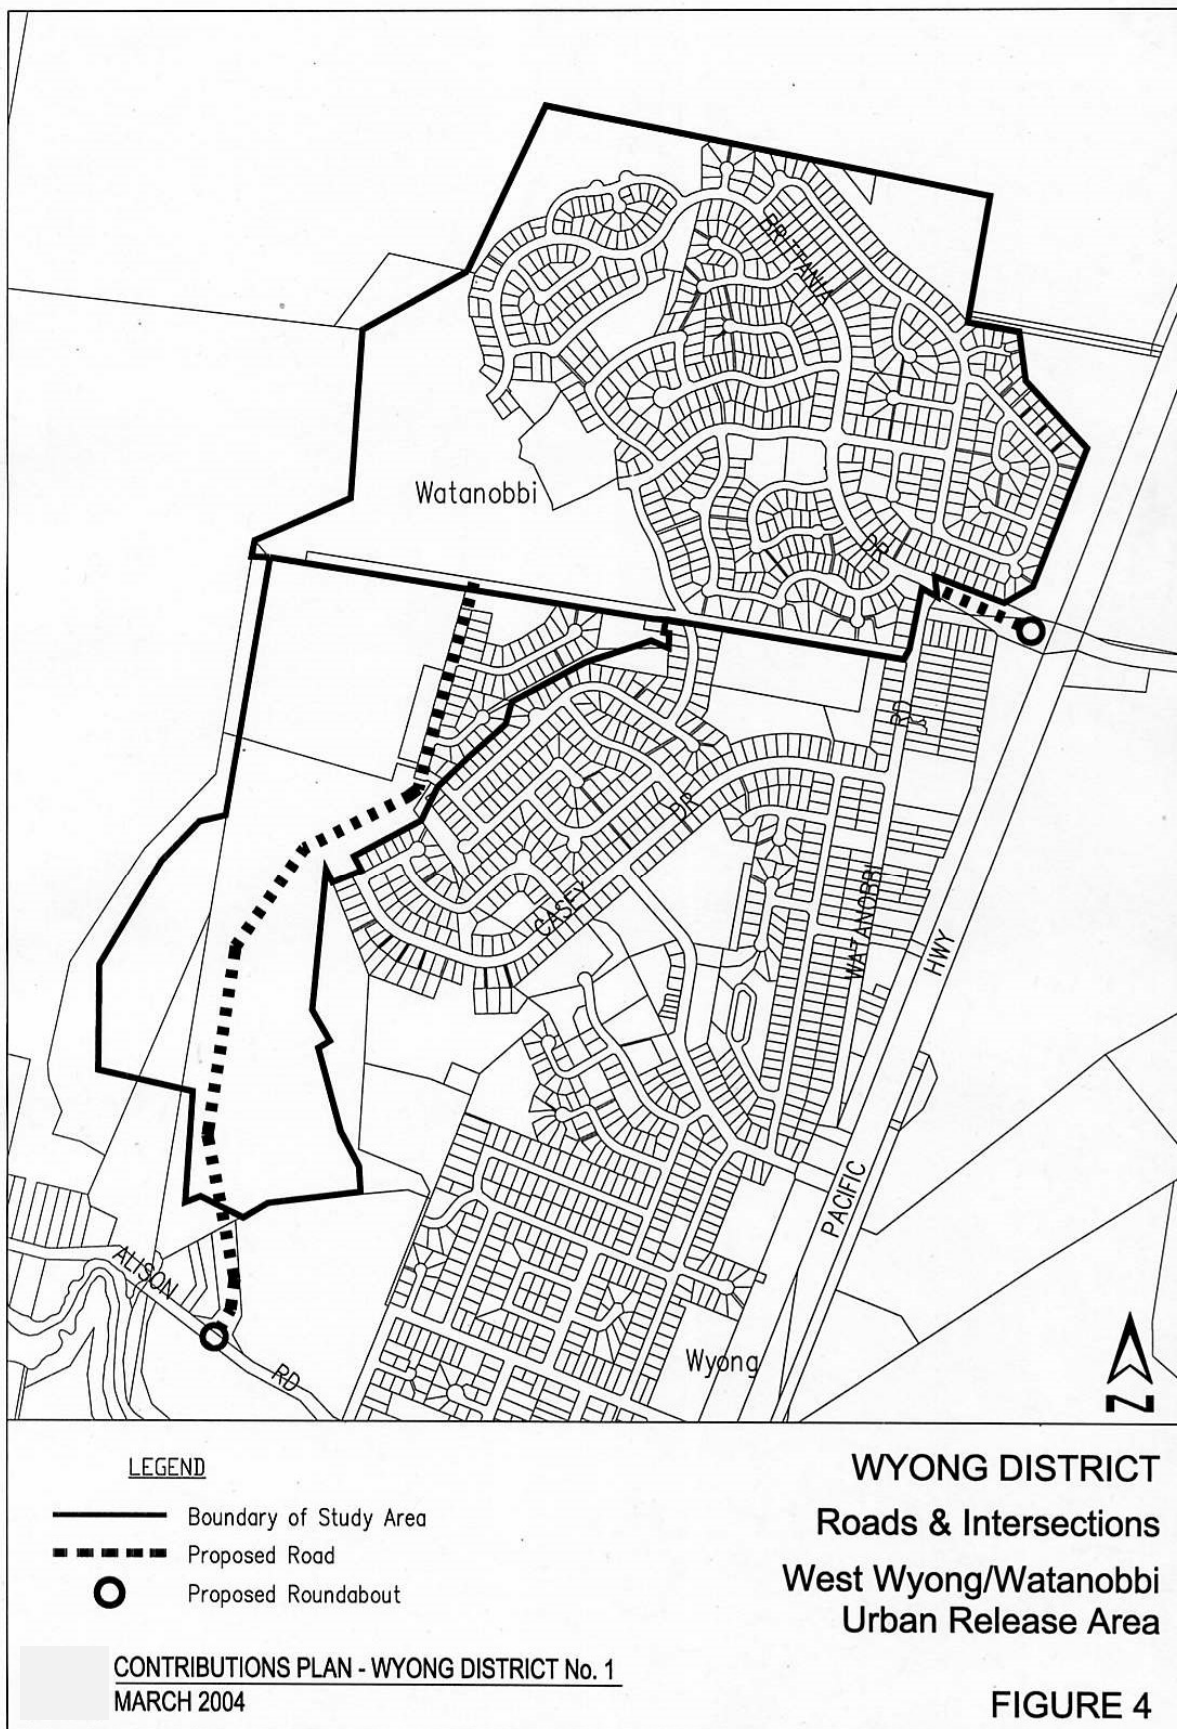 BRITTANIA
Watanobbi
DR
RD
DR
CASEY
WATANOBBI
HWY
PACIFIC
ALISON
RD
Wyong
N
LEGEND
Boundary of Study Area
Proposed Road
Proposed Roundabout
WYONG DISTRICT
Roads & Intersections
West Wyong/Watanobbi
Urban Release Area
CONTRIBUTIONS PLAN - WYONG DISTRICT No. 1
MARCH 2004
FIGURE 4